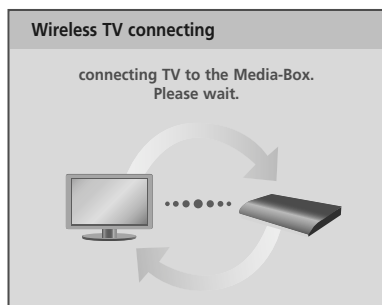 Wireless TV connecting
connecting TV to the Media-Box.
Please wait.